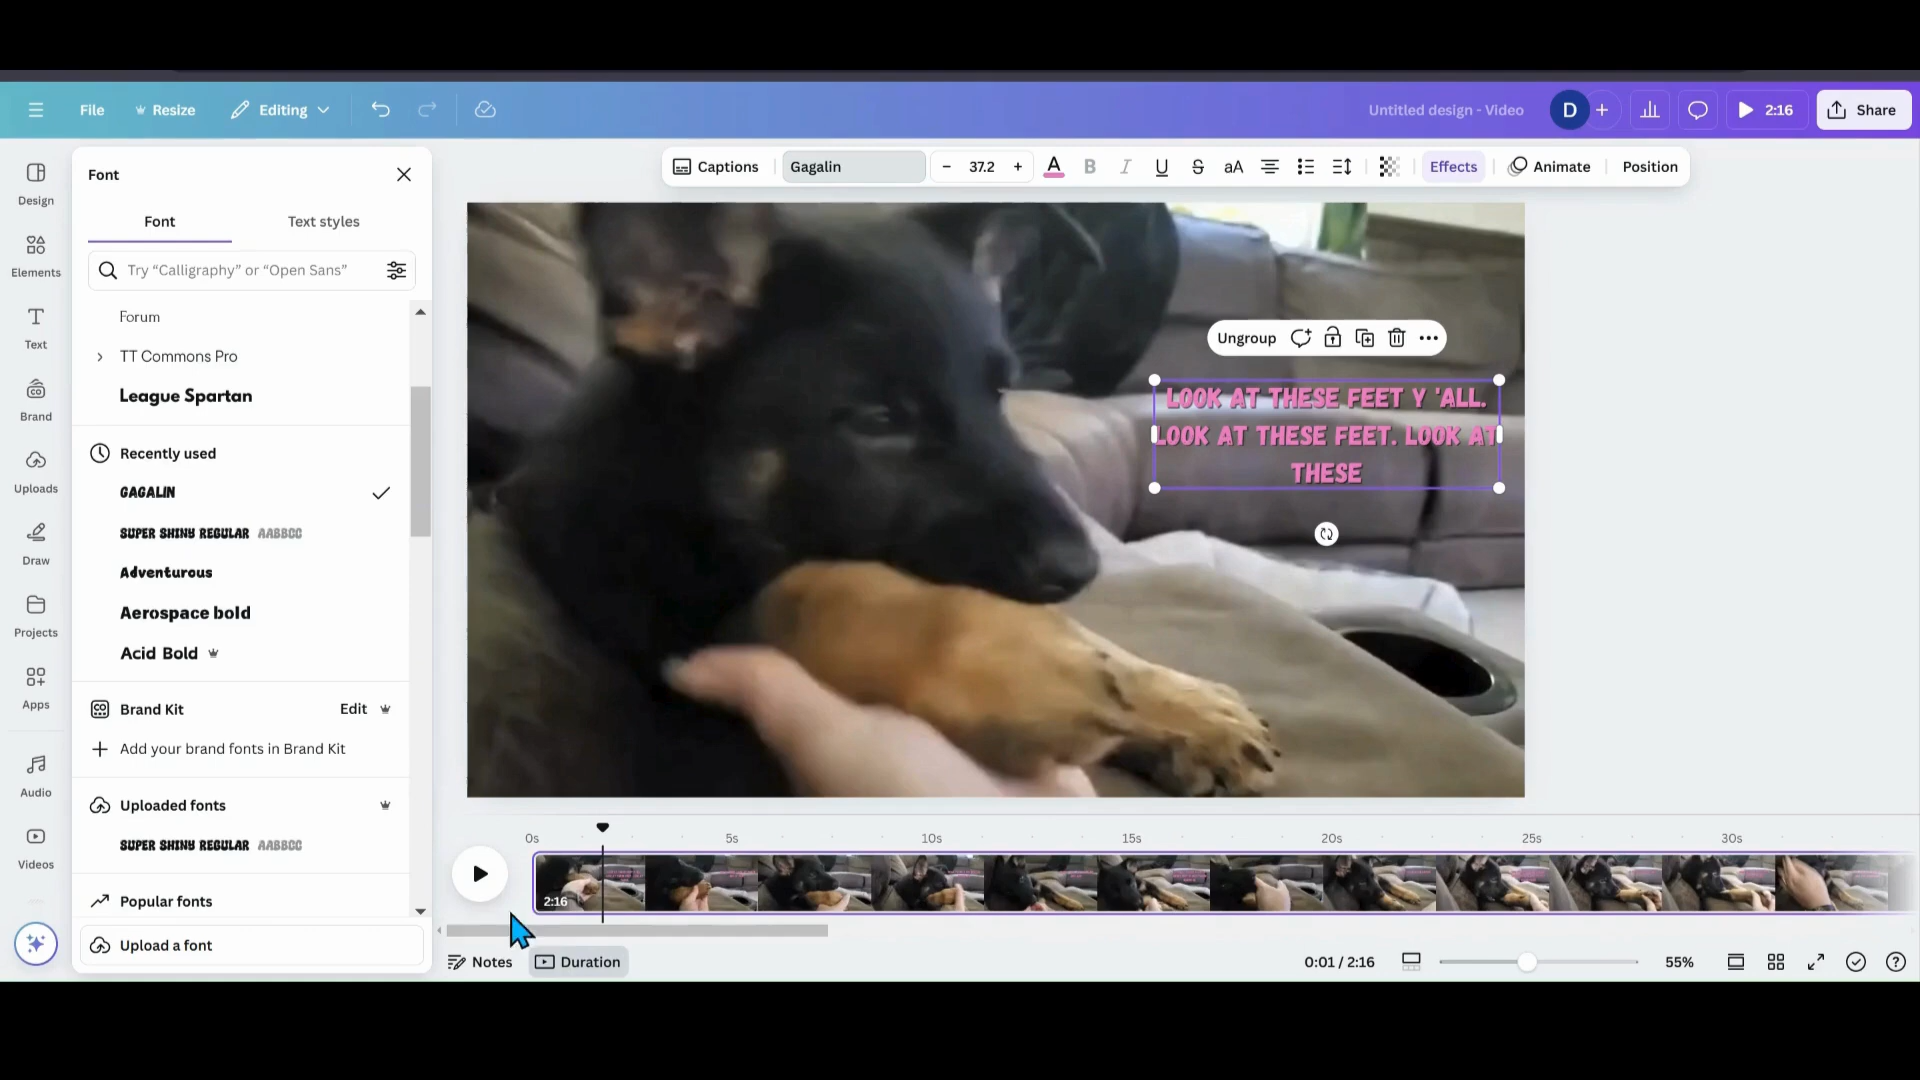 File
Resize
Editing
Untitled design - Video
D
2:16
Share
Design
Elements
Text
Brand
Uploads
Draw
Projects
Apps
Audio
Videos
Font
Font
Text styles
Try “Calligraphy” or “Open Sans”
Forum
TT Commons Pro
League Spartan
Recently used
GAGALIN
SUPER SHINY REGULAR AABBCC
Adventurous
Aerospace bold
Acid Bold
Brand Kit
Edit
Add your brand fonts in Brand Kit
Uploaded fonts
SUPER SHINY REGULAR AABBCC
Popular fonts
Upload a font
Captions
Gagalin
- 37.2 +
A B I U S aA
Effects
Animate
Position
Ungroup
LOOK AT THESE FEET Y 'ALL.
LOOK AT THESE FEET. LOOK AT
THESE
0s 5s 10s 15s 20s 25s 30s
2:16
Notes
Duration
0:01 / 2:16
55%